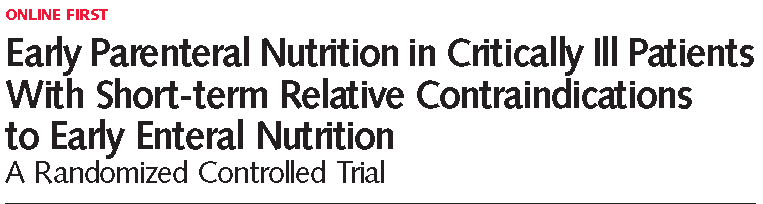 ONLINE FIRST
Early Parenteral Nutrition in Critically Ill Patients
With Short-term Relative Contraindications
to Early Enteral Nutrition
A Randomized Controlled Trial